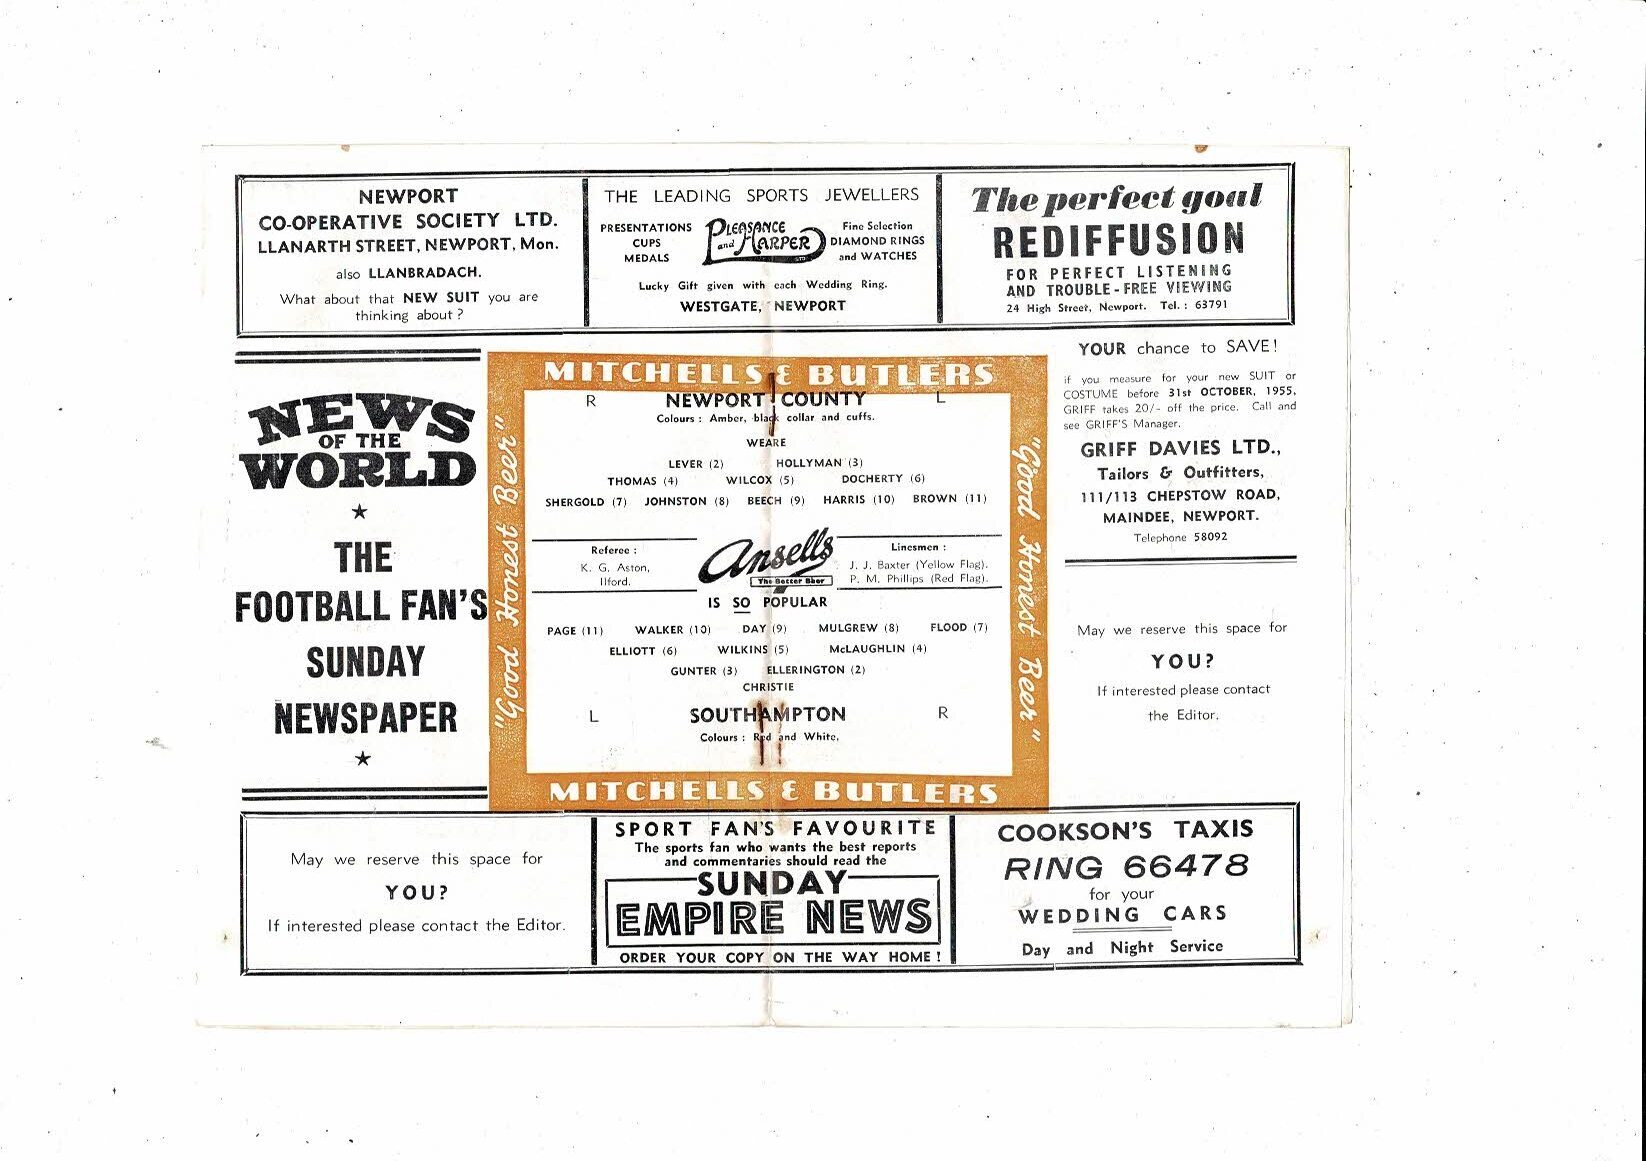 NEWPORT
CO-OPERATIVE SOCIETY LTD.
LLANARTH STREET, NEWPORT, Mon.
also LLANBRADACH.
What about that NEW SUIT you are
thinking about ?
THE LEADING SPORTS JEWELLERS
PRESENTATIONS
CUPS
MEDALS
PLEASANCE
and HARPER LTD
Fine Selection
DIAMOND RINGS
and WATCHES
Lucky Gift given with each Wedding Ring.
WESTGATE, NEWPORT
The perfect goal
REDIFFUSION
FOR PERFECT LISTENING
AND TROUBLE-FREE VIEWING
24 High Street, Newport. Tel. : 63791
NEWS
OF THE
WORLD
THE
FOOTBALL FAN'S
SUNDAY
NEWSPAPER
MITCHELLS & BUTLERS
"Good Honest Beer"
R NEWPORT COUNTY L
Colours : Amber, black collar and cuffs.
WEARE
LEVER (2) HOLLYMAN (3)
THOMAS (4) WILCOX (5) DOCHERTY (6)
SHERGOLD (7) JOHNSTON (8) BEECH (9) HARRIS (10) BROWN (11)
Referee :
K. G. Aston,
Ilford.
Ansells
The Better Beer
Linesmen :
J. J. Baxter (Yellow Flag).
P. M. Phillips (Red Flag).
IS SO POPULAR
PAGE (11) WALKER (10) DAY (9) MULGREW (8) FLOOD (7)
ELLIOTT (6) WILKINS (5) McLAUGHLIN (4)
GUNTER (3) ELLERINGTON (2)
CHRISTIE
L SOUTHAMPTON R
Colours : Red and White.
"Good Honest Beer"
MITCHELLS & BUTLERS
YOUR chance to SAVE!
if you measure for your new SUIT or
COSTUME before 31st OCTOBER, 1955,
GRIFF takes 20/- off the price. Call and
see GRIFF'S Manager.
GRIFF DAVIES LTD.,
Tailors & Outfitters,
111/113 CHEPSTOW ROAD,
MAINDEE, NEWPORT.
Telephone 58092
May we reserve this space for
YOU?
If interested please contact
the Editor.
May we reserve this space for
YOU?
If interested please contact the Editor.
SPORT FAN'S FAVOURITE
The sports fan who wants the best reports
and commentaries should read the
SUNDAY
EMPIRE NEWS
ORDER YOUR COPY ON THE WAY HOME !
COOKSON'S TAXIS
RING 66478
for your
WEDDING CARS
Day and Night Service